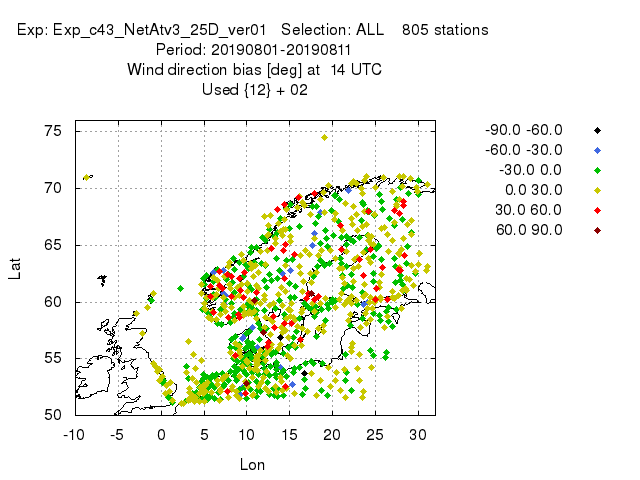 Exp: Exp_c43_NetAtv3_25D_ver01 Selection: ALL 805 stations
Period: 20190801-20190811
Wind direction bias [deg] at 14 UTC
Used {12} + 02
-90.0 -60.0
-60.0 -30.0
-30.0 0.0
0.0 30.0
30.0 60.0
60.0 90.0
Lat
75
70
65
60
55
50
-10 -5 0 5 10 15 20 25 30
Lon